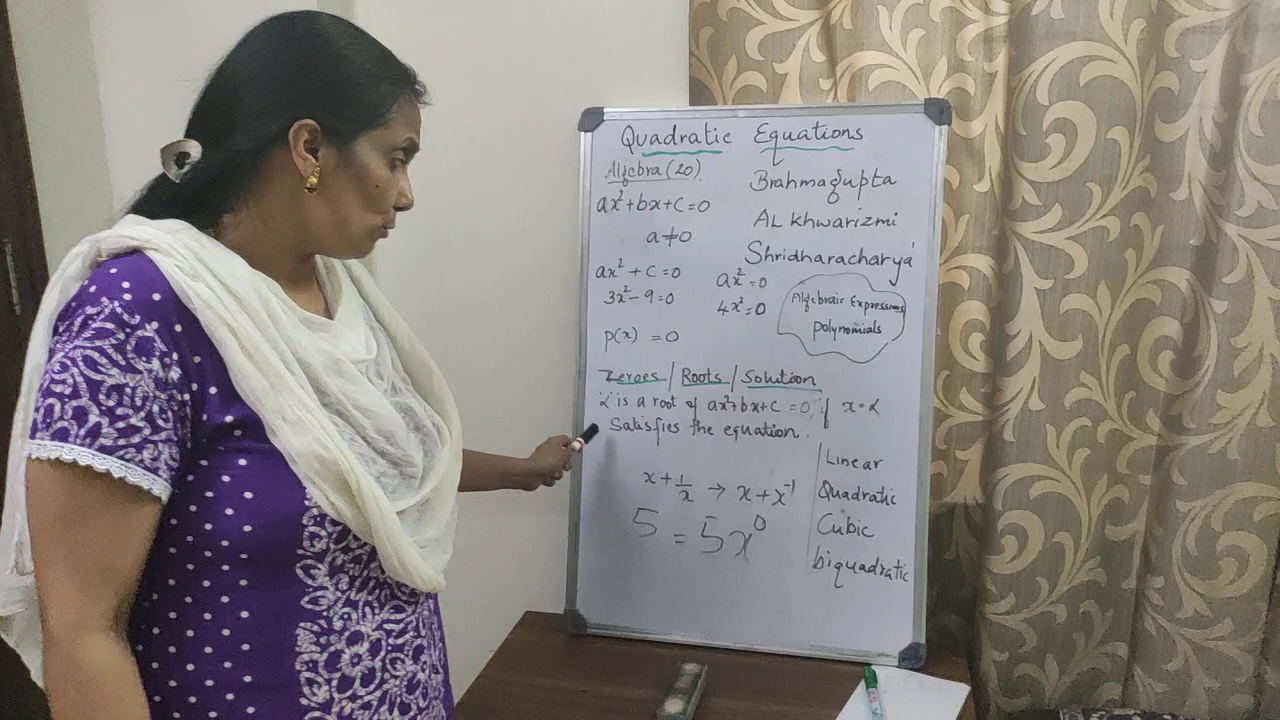 Quadratic Equations
Algebra (20)
Brahmagupta
ax²+bx+c=0
AL khwarizmi
a≠0
Shridharacharya
ax²+c=0
ax²=0
3x²-9=0
4x²=0
Algebraic Expressions
polynomials
p(x) =0
Zeroes / Roots / Solution
α is a root of ax²+bx+c=0, if x=α
Satisfies the equation.
x+1/x → x+x⁻¹
5 = 5x⁰
Linear
Quadratic
Cubic
biquadratic